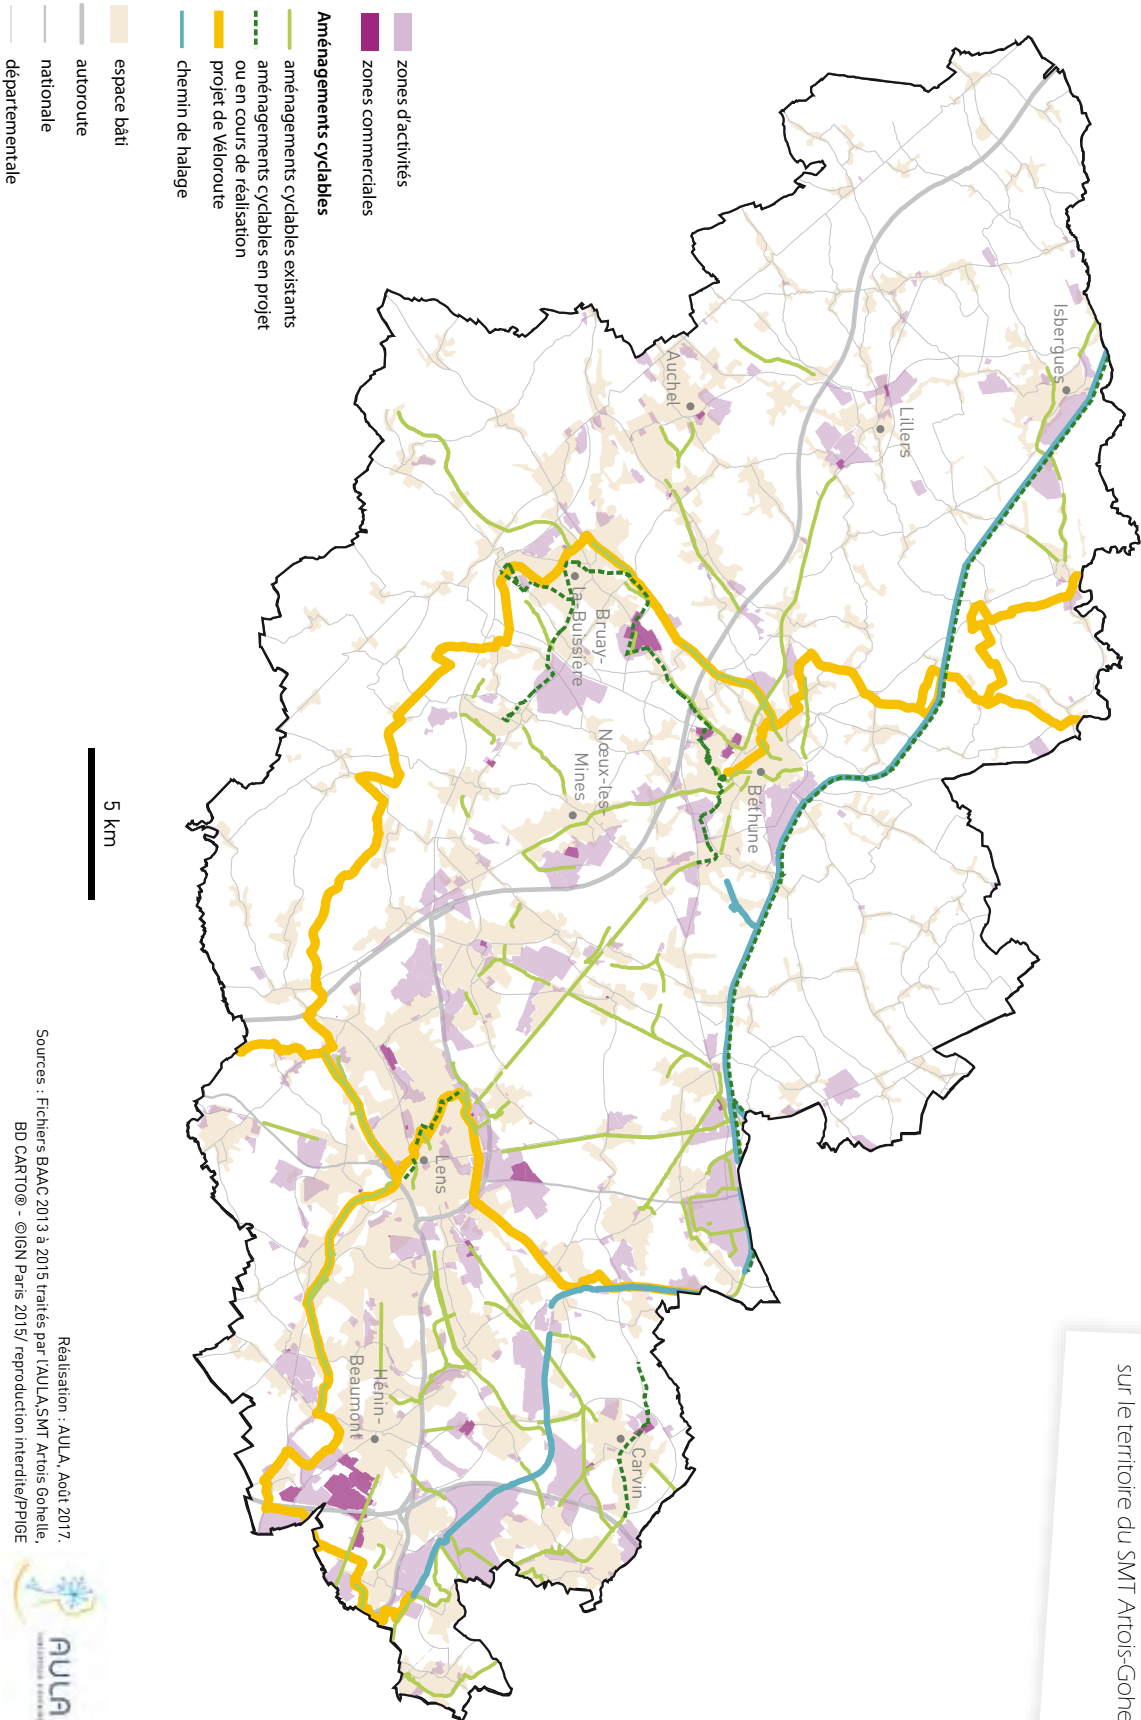 sur le territoire du SMT Artois-Gohe
Isbergues
Lillers
Auchel
Bruay-
la-Buissière
Béthune
Nœux-les-
Mines
Lens
Carvin
Hénin-
Beaumont
zones d'activités
zones commerciales
Aménagements cyclables
aménagements cyclables existants
aménagements cyclables en projet
ou en cours de réalisation
projet de Véloroute
chemin de halage
espace bâti
autoroute
nationale
départementale
5 km
Réalisation : AULA, Août 2017.
Sources : Fichiers BAAC 2013 à 2015 traités par l'AULA,SMT Artois Gohelle,
BD CARTO® - ©IGN Paris 2015/ reproduction interdite/PPIGE
AULA